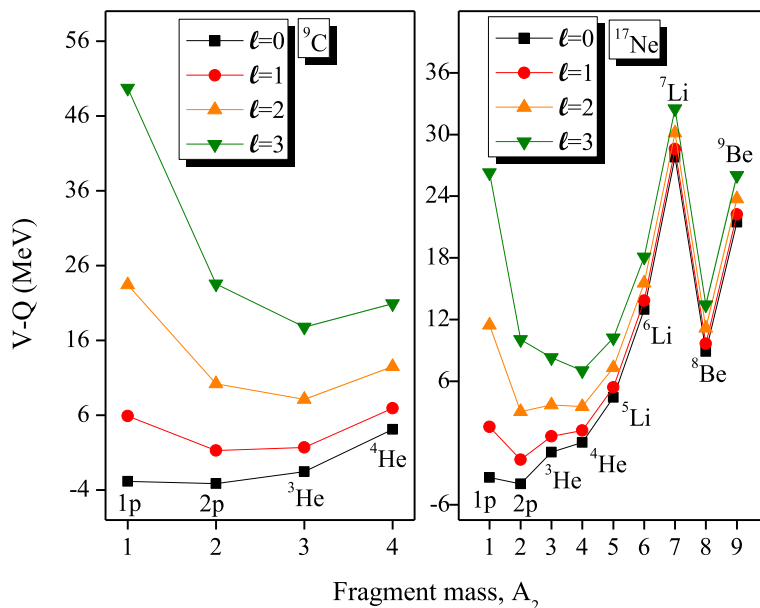 V-Q (MeV)
56
46
36
26
16
6
-4
ℓ=0
ℓ=1
ℓ=2
ℓ=3
⁹C
1p
2p
³He
⁴He
1 2 3 4
36
30
24
18
12
6
-6
ℓ=0
ℓ=1
ℓ=2
ℓ=3
¹⁷Ne
1p
2p
³He
⁴He
⁵Li
⁶Li
⁷Li
⁸Be
⁹Be
1 2 3 4 5 6 7 8 9
Fragment mass, A₂